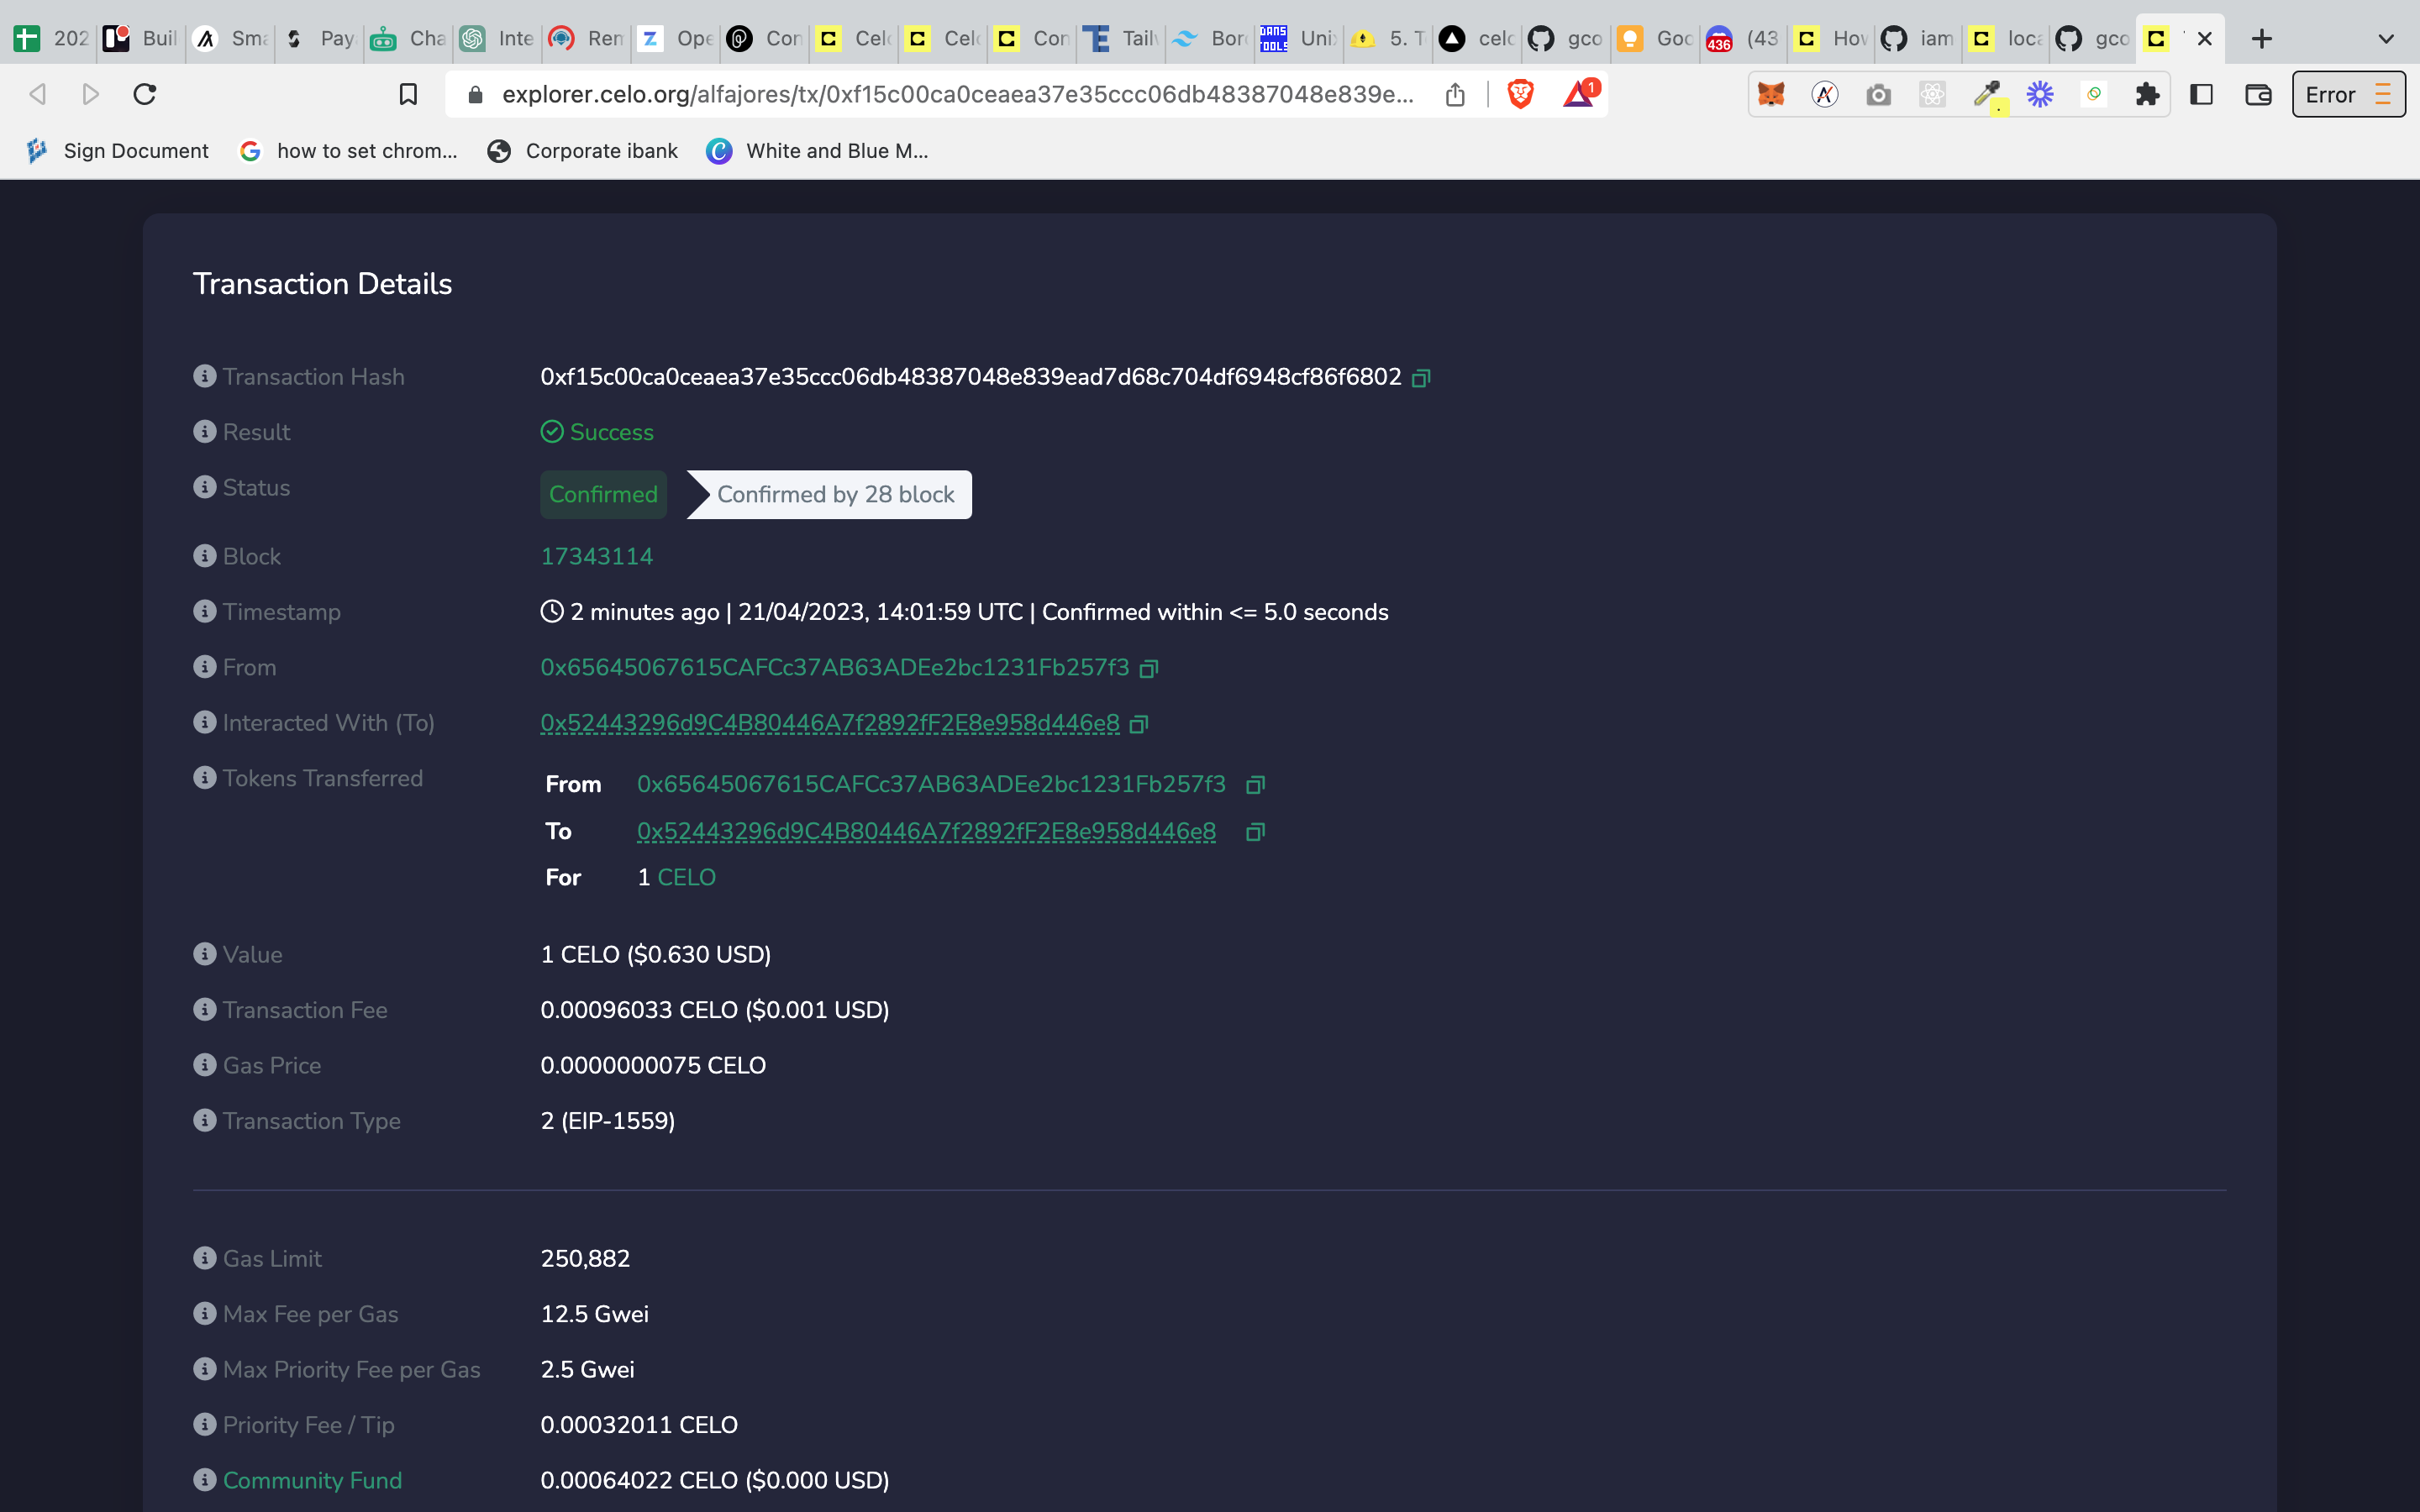 202 Buil Sma Pay Cha Inte Ren Ope Con Celo Celo Con Tail Bor Uni 5. T celo gco Goo (43 How iam loca gco
436
explorer.celo.org/alfajores/tx/0xf15c00ca0ceaea37e35ccc06db48387048e839e... 1 Error
Sign Document how to set chrom... Corporate ibank White and Blue M...
Transaction Details
Transaction Hash 0xf15c00ca0ceaea37e35ccc06db48387048e839ead7d68c704df6948cf86f6802
Result Success
Status Confirmed Confirmed by 28 block
Block 17343114
Timestamp 2 minutes ago | 21/04/2023, 14:01:59 UTC | Confirmed within <= 5.0 seconds
From 0x65645067615CAFCc37AB63ADEe2bc1231Fb257f3
Interacted With (To) 0x52443296d9C4B80446A7f2892fF2E8e958d446e8
Tokens Transferred From 0x65645067615CAFCc37AB63ADEe2bc1231Fb257f3
To 0x52443296d9C4B80446A7f2892fF2E8e958d446e8
For 1 CELO
Value 1 CELO ($0.630 USD)
Transaction Fee 0.00096033 CELO ($0.001 USD)
Gas Price 0.0000000075 CELO
Transaction Type 2 (EIP-1559)
Gas Limit 250,882
Max Fee per Gas 12.5 Gwei
Max Priority Fee per Gas 2.5 Gwei
Priority Fee / Tip 0.00032011 CELO
Community Fund 0.00064022 CELO ($0.000 USD)